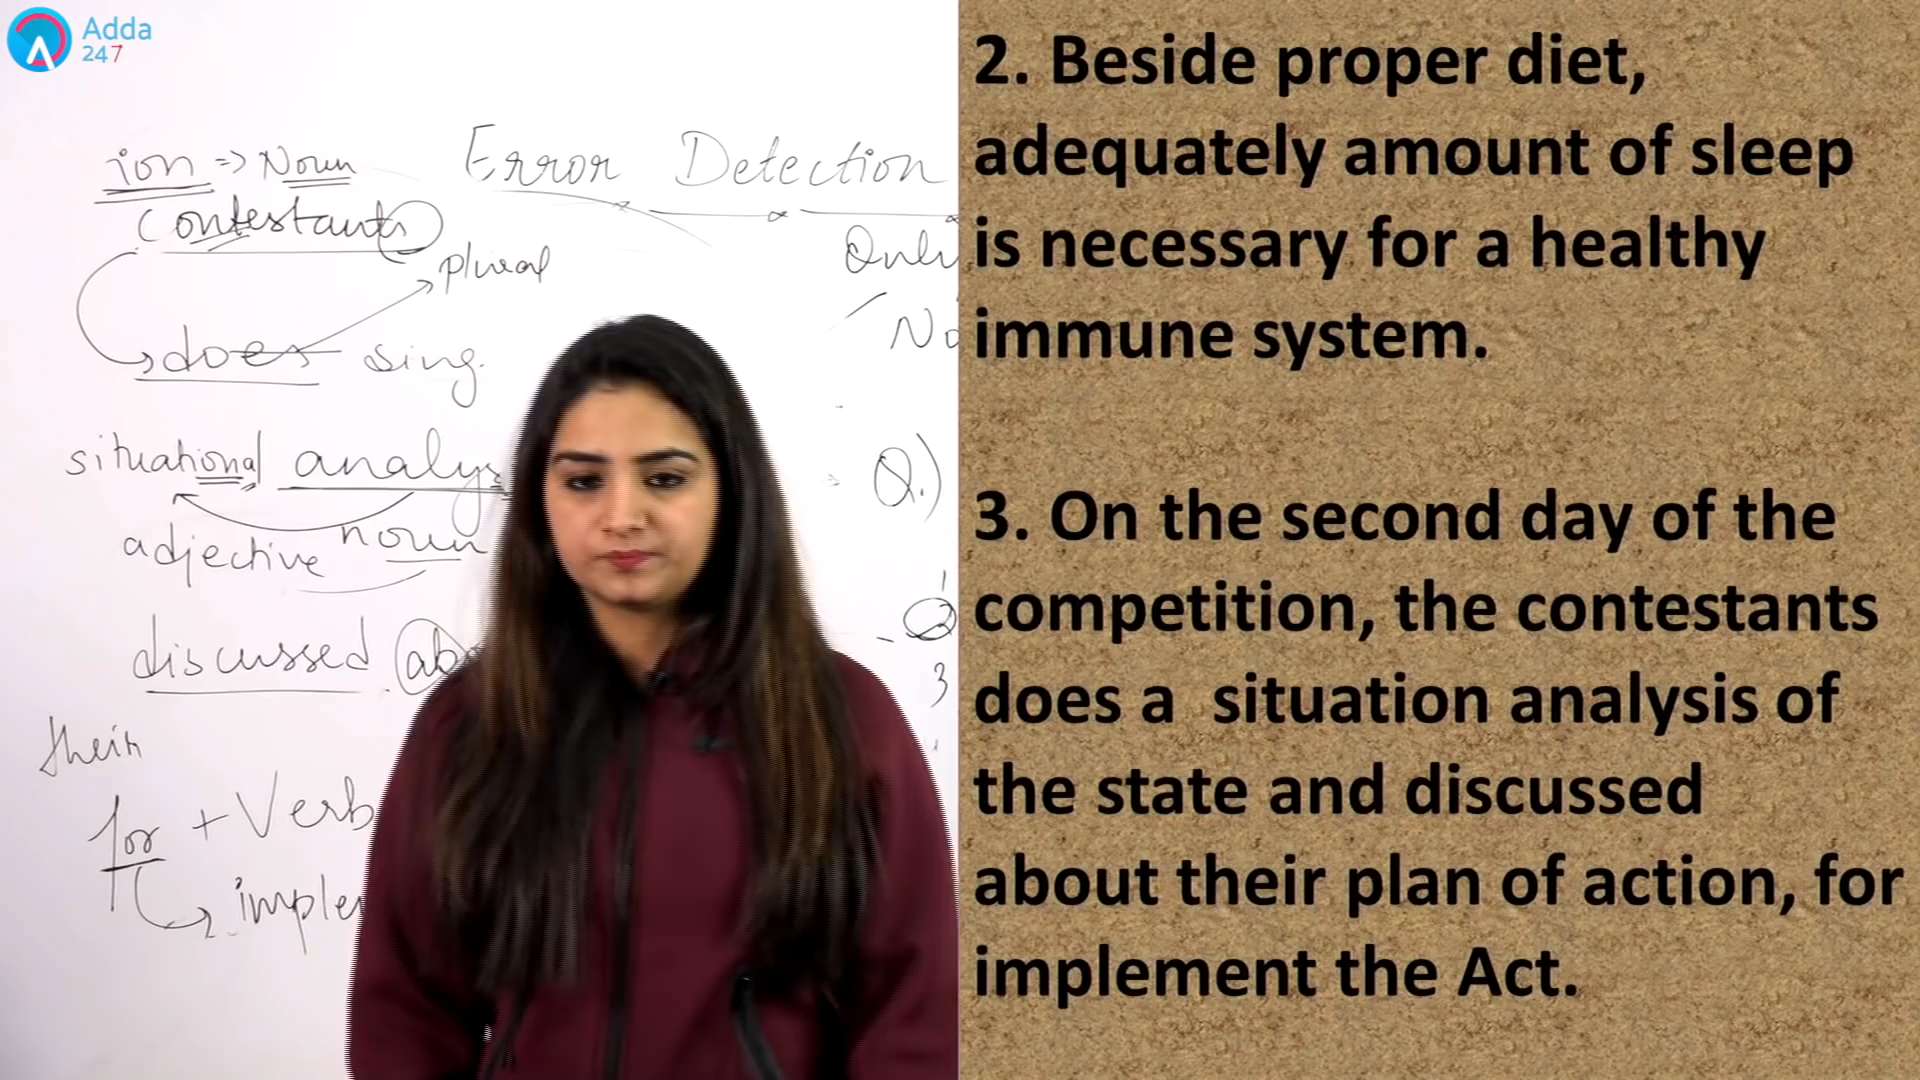 Adda
247
ion => Noun
Error Detection
contestants
plural
does sing.
situational analys
adjective noun
discussed
their
for + Verb
imple
Q.)
3
2. Beside proper diet,
adequately amount of sleep
is necessary for a healthy
immune system.
3. On the second day of the
competition, the contestants
does a situation analysis of
the state and discussed
about their plan of action, for
implement the Act.